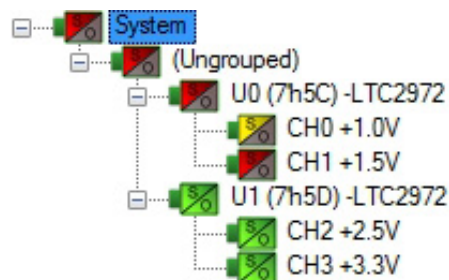 System
(Ungrouped)
U0 (7h5C) -LTC2972
S/O CH0 +1.0V
S/O CH1 +1.5V
U1 (7h5D) -LTC2972
S/O CH2 +2.5V
S/O CH3 +3.3V